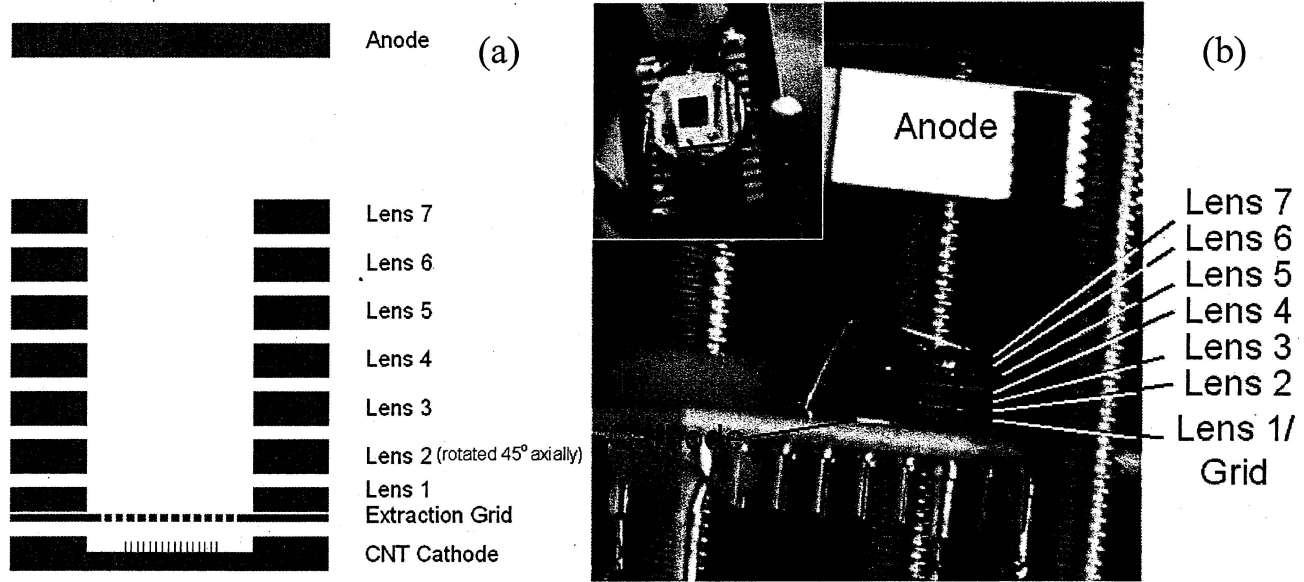 Anode
(a)
Lens 7
Lens 6
Lens 5
Lens 4
Lens 3
Lens 2 (rotated 45° axially)
Lens 1
Extraction Grid
CNT Cathode
(b)
Anode
Lens 7
Lens 6
Lens 5
Lens 4
Lens 3
Lens 2
Lens 1/
Grid